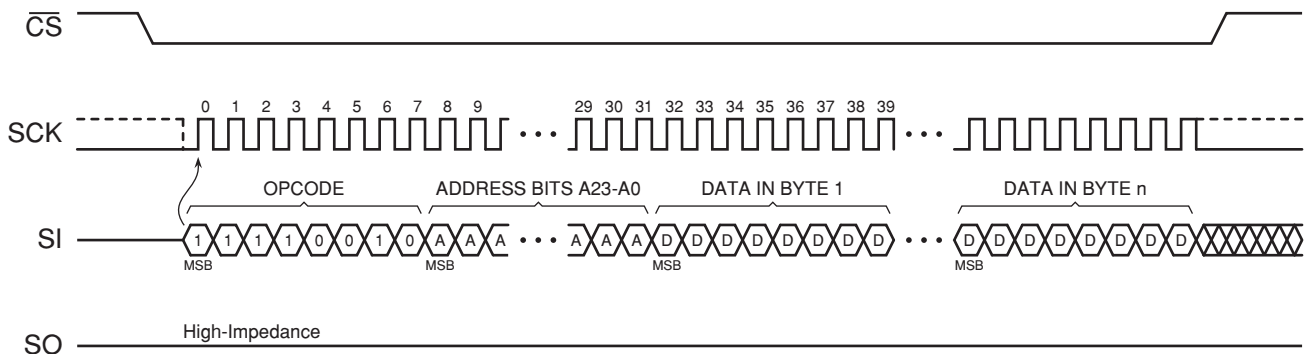 CS
0 1 2 3 4 5 6 7 8 9 29 30 31 32 33 34 35 36 37 38 39
SCK
OPCODE ADDRESS BITS A23-A0 DATA IN BYTE 1 DATA IN BYTE n
SI 1 1 1 1 0 0 1 0 A A A A A A D D D D D D D D D D D D D D D D
MSB MSB MSB MSB
High-Impedance
SO